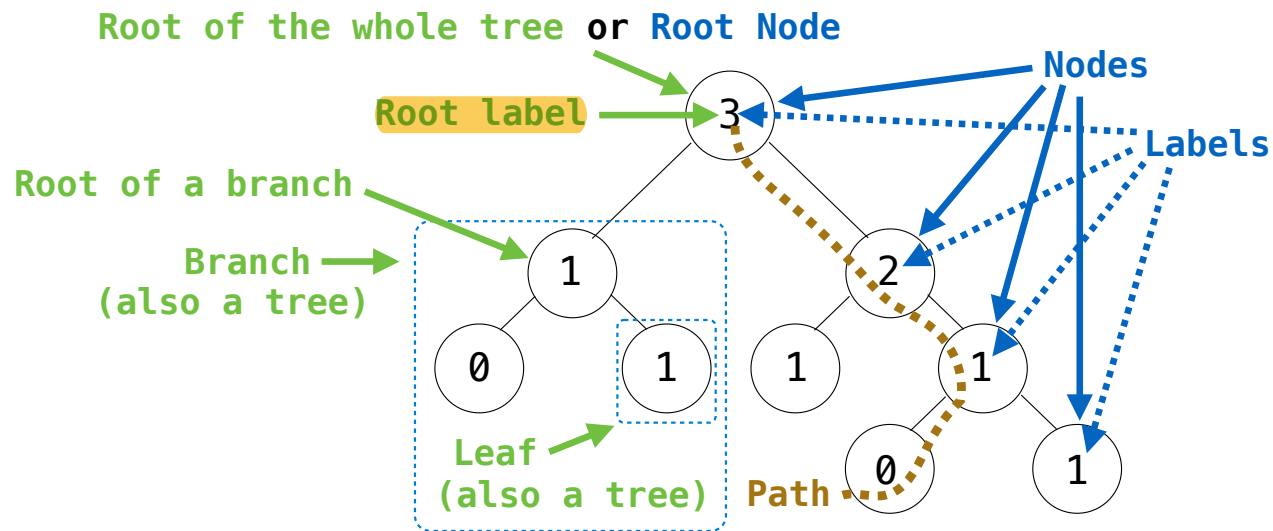 Root of the whole tree or Root Node
Nodes
Root label
3
Labels
Root of a branch
Branch
(also a tree)
1
2
0
1
1
1
Leaf
(also a tree)
Path
0
1